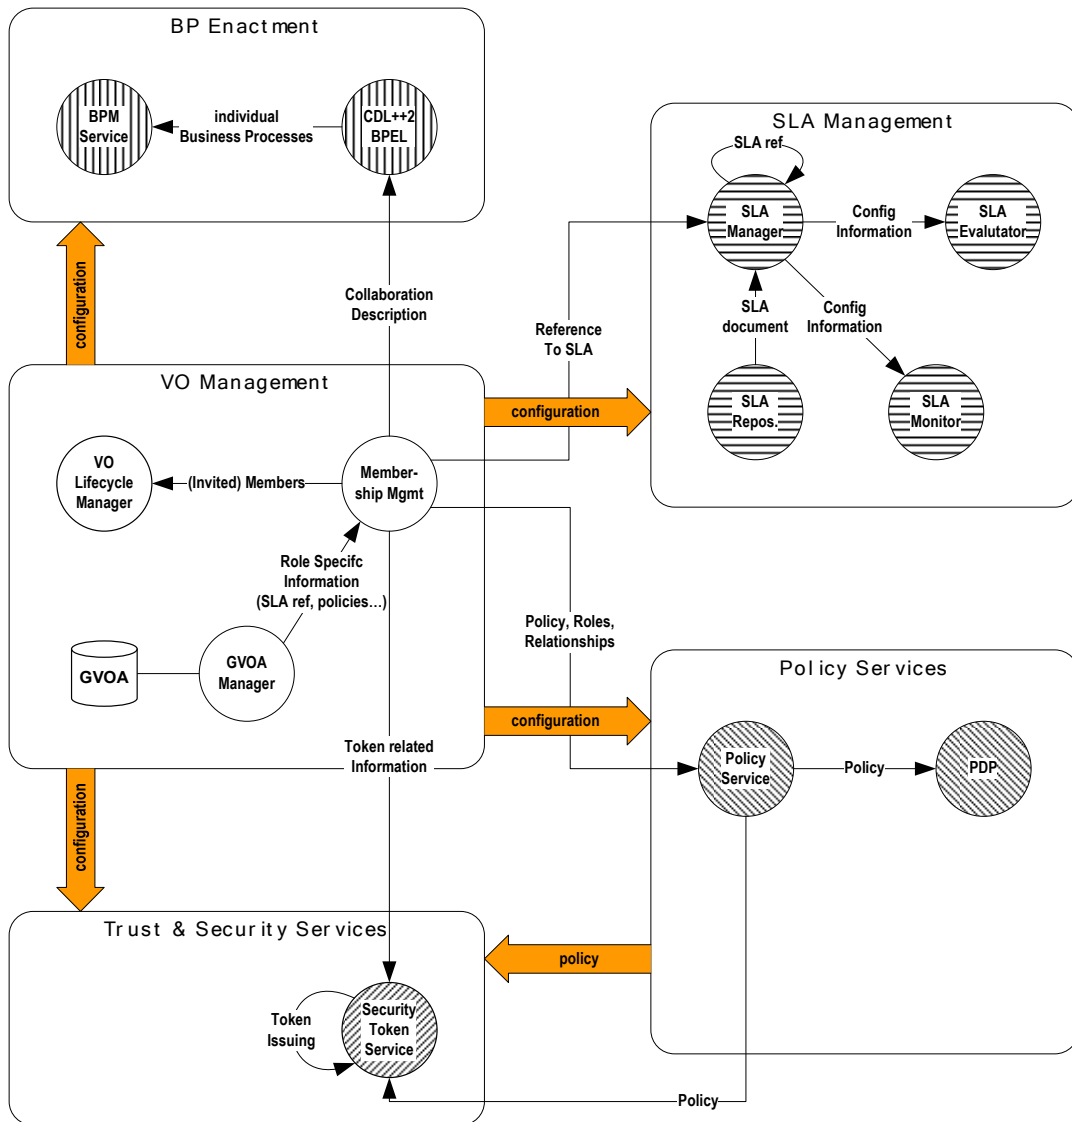 BP Enactment
BPM
Service
individual
Business Processes
CDL++2
BPEL
SLA Management
SLA ref
SLA
Manager
Config
Information
SLA
Evalutator
configuration
Collaboration
Description
Reference
To SLA
SLA
document
Config
Information
SLA
Repos.
SLA
Monitor
VO Management
configuration
VO
Lifecycle
Manager
(Invited) Members
Member-
ship Mgmt
Role Specifc
Information
(SLA ref, policies…)
GVOA
GVOA
Manager
Policy, Roles,
Relationships
configuration
Token related
Information
Policy Services
Policy
Service
Policy
PDP
configuration
Trust & Security Services
policy
Token
Issuing
Security
Token
Service
Policy